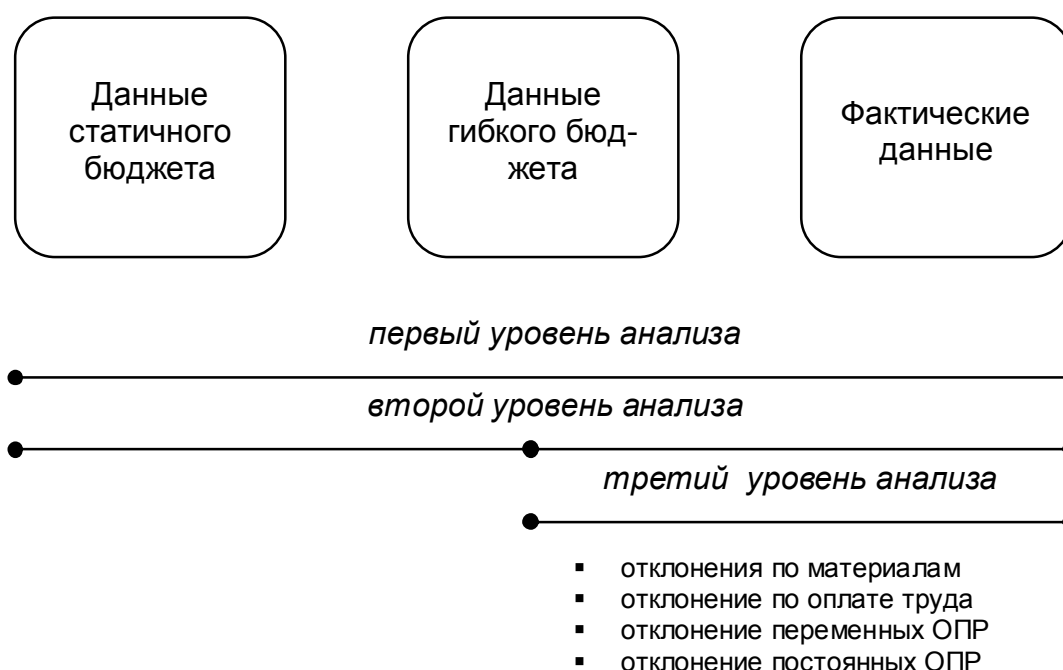 Данные
статичного
бюджета
Данные
гибкого бюд-
жета
Фактические
данные
первый уровень анализа
второй уровень анализа
третий уровень анализа
▪ отклонения по материалам
▪ отклонение по оплате труда
▪ отклонение переменных ОПР
▪ отклонение постоянных ОПР